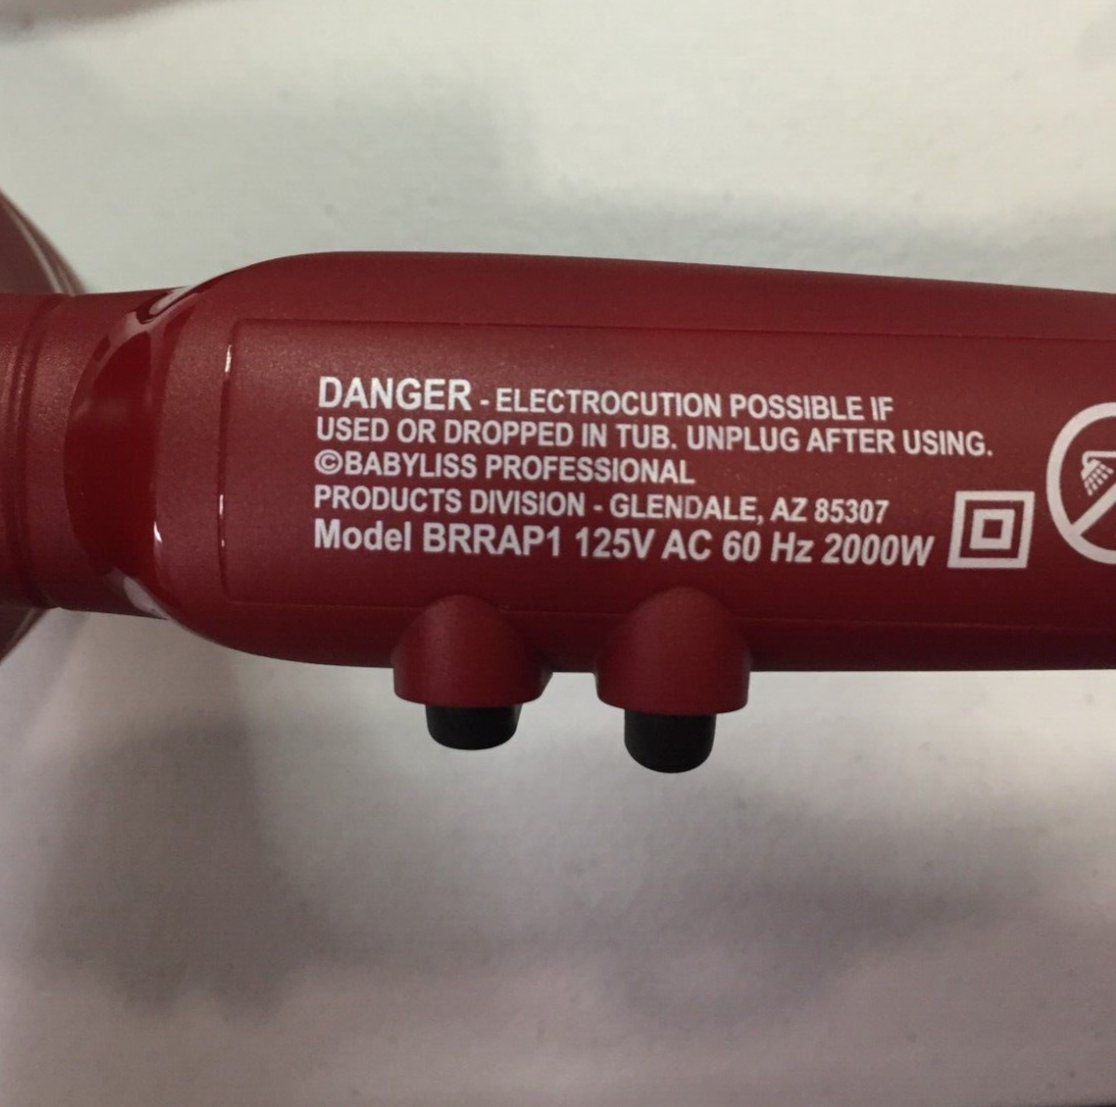 DANGER - ELECTROCUTION POSSIBLE IF
USED OR DROPPED IN TUB. UNPLUG AFTER USING.
©BABYLISS PROFESSIONAL
PRODUCTS DIVISION - GLENDALE, AZ 85307
Model BRRAP1 125V AC 60 Hz 2000W